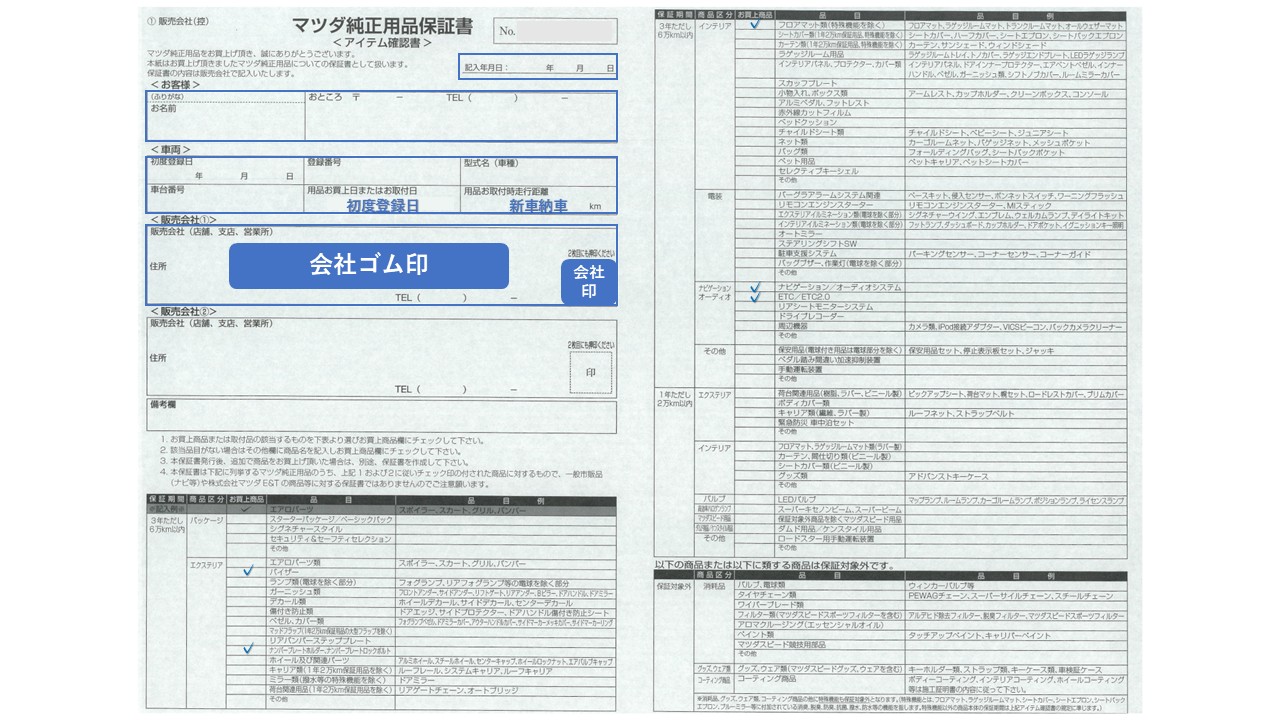 ① 販売会社(控)
マツダ純正用品保証書
＜アイテム確認書＞
No.
マツダ純正用品をお買上げ頂き、誠にありがとうございます。
本紙はお買上げ頂きましたマツダ純正用品についての保証書として扱います。
保証書の内容は販売会社で記入いたします。
記入年月日： 年 月 日
＜お客様＞
(ふりがな)
お名前
おところ 〒 － TEL ( ) －
＜車両＞
初度登録日
年 月 日
登録番号
型式名（車種）
車台番号
用品お買上日またはお取付日
初度登録日
用品お取付時走行距離
新車納車 km
＜販売会社①＞
販売会社（店舗、支店、営業所）
2枚目にも押印ください
住所
会社ゴム印
会社
印
TEL ( ) －
＜販売会社②＞
販売会社（店舗、支店、営業所）
2枚目にも押印ください
住所
印
TEL ( ) －
備考欄
1. お買上商品または取付品の該当するものを下表より選びお買上商品欄にチェックして下さい。
2. 該当品目がない場合はその他欄に商品名を記入しお買上商品欄にチェックして下さい。
3. 本保証書発行後、追加で商品をお買上げ頂いた場合は、別途、保証書を作成して下さい。
4. 本保証書は下記に列挙するマツダ純正用品のうち、上記1および2に従いチェック印の付された商品に対するもので、一般市販品
（ナビ等）や株式会社マツダE&Tの商品等に対する保証書ではありませんのでご注意願います。
保証期間 商品区分 お買上商品 品 目 品 目 例
※記入例※ エアロパーツ スポイラー、スカート、グリル、バンパー
3年ただし
6万km以内
パッケージ スターターパッケージ/ベーシックパック
シグネチャースタイル
セキュリティ&セーフティセレクション
その他
エクステリア エアロパーツ類 スポイラー、スカート、グリル、バンパー
バイザー
ランプ類（電球を除く部分） フォグランプ、リアフォグランプ等の電球を除く部分
ガーニッシュ類 フロントアンダー、サイドアンダー、リフトゲート、リアアンダー、Bピラー、ドアハンドル、ドアミラー
デカール類 ホイールデカール、サイドデカール、センターデカール
傷付き防止類 ドアエッジ、サイドプロテクター、ドアハンドル傷付き防止シート
ベゼル、カバー類 フォグランプベゼル、ドアミラーカバー、アウターハンドルカバー、サイドマーカーメッキカバー、サイドマーカーリング
マッドフラップ(1年2万km保証用品の大型フラップを除く)
リアバンパーステッププレート
ナンバープレートホルダー、ナンバープレートロックボルト
ホイール及び関連パーツ アルミホイール、スチールホイール、センターキャップ、ホイールロックナット、エアバルブキャップ
キャリア類（1年2万km保証用品を除く） ルーフレール、システムキャリア、ルーフキャリア
ミラー類（撥水等の特殊機能を除く） ドアミラー
荷台関連用品（1年2万km保証用品を除く） リアゲートチェーン、オートブリッジ
その他
保証期間 商品区分 お買上商品 品 目 品 目 例
3年ただし
6万km以内
インテリア フロアマット類（特殊機能を除く） フロアマット、ラゲッジルームマット、トランクルームマット、オールウェザーマット
シートカバー類(1年2万km保証用品、特殊機能を除く) シートカバー、ハーフカバー、シートエプロン、シートバックエプロン
カーテン類(1年2万km保証用品、特殊機能を除く) カーテン、サンシェード、ウィンドシェード
ラゲッジルーム用品 ラゲッジルームトレイ、トノカバー、ラゲッジエンドプレート、LEDラゲッジランプ
インテリアパネル、プロテクター、カバー類 インテリアパネル、ドアインナープロテクター、エアベントベゼル、インナー
ハンドル、ベゼル、ガーニッシュ類、シフトノブカバー、ルームミラーカバー
スカッフプレート
小物入れ、ボックス類 アームレスト、カップホルダー、クリーンボックス、コンソール
アルミペダル、フットレスト
赤外線カットフィルム
ベッドクッション
チャイルドシート類 チャイルドシート、ベビーシート、ジュニアシート
ネット類 カーゴルームネット、バゲッジネット、メッシュポケット
バッグ類 フォールディングバッグ、シートバックポケット
ペット用品 ペットキャリア、ペットシートカバー
セレクティブキーシェル
その他
電装 バーグラアラームシステム関連 ベースキット、侵入センサー、ボンネットスイッチ、ワーニングフラッシュ
リモコンエンジンスターター リモコンエンジンスターター、MIスティック
エクステリアイルミネーション類(電球を除く部分) シグネチャーウイング、エンブレム、ウェルカムランプ、デイライトキット
インテリアイルミネーション類(電球を除く部分) フットランプ、ダッシュボード、カップホルダー、ドアポケット、イグニッションキー照明
オートミラー
ステアリングシフトSW
駐車支援システム パーキングセンサー、コーナーセンサー、コーナーガイド
バックブザー、作業灯（電球を除く部分）
その他
ナビゲーション
オーディオ
ナビゲーション/オーディオシステム
ETC/ETC2.0
リアシートモニターシステム
ドライブレコーダー
周辺機器 カメラ類、iPod接続アダプター、VICSビーコン、バックカメラクリーナー
その他
その他 保安用品（電球付き用品は電球部分を除く） 保安用品セット、停止表示板セット、ジャッキ
ペダル踏み間違い加速抑制装置
手動運転装置
その他
1年ただし
2万km以内
エクステリア 荷台関連用品（樹脂、ラバー、ビニール製） ピックアップシート、荷台マット、幌セット、ロードレストカバー、プリムカバー
ボディカバー類
キャリア類（繊維、ラバー製） ルーフネット、ストラップベルト
緊急防災 車中泊セット
その他
インテリア フロアマット、ラゲッジルームマット類(ラバー製)
カーテン、間仕切り類（ビニール製）
シートカバー類（ビニール製）
グッズ類 アドバンストキーケース
その他
バルブ LEDバルブ マップランプ、ルームランプ、カーゴルームランプ、ポジションランプ、ライセンスランプ
スーパーキセノンビーム、スーパービーム
マツダスピード用品 保証対象外商品を除くマツダスピード用品
ダムド用品/ケンスタイル用品
その他 ロードスター用手動運転装置
その他
以下の商品または以下に類する商品は保証対象外です。
商品区分 品 目 品 目 例
保証対象外 消耗品 バルブ、電球類 ウィンカーバルブ等
タイヤチェーン類 PEWAGチェーン、スーパーサイルチェーン、スチールチェーン
ワイパーブレード類
フィルター類(マツダスピードスポーツフィルターを含む) アルデヒド除去フィルター、脱臭フィルター、マツダスピードスポーツフィルター
アロマクルージング(エッセンシャルオイル)
ペイント類 タッチアップペイント、キャリパーペイント
マツダスピード競技用部品
その他
グッズ、ウェア類 グッズ、ウェア類(マツダスピードグッズ、ウェアを含む) キーホルダー類、ストラップ類、キーケース類、車検証ケース
コーティング商品 コーティング商品 ボディーコーティング、インテリアコーティング、ホイールコーティング
等は施工証明書の内容に従って下さい。